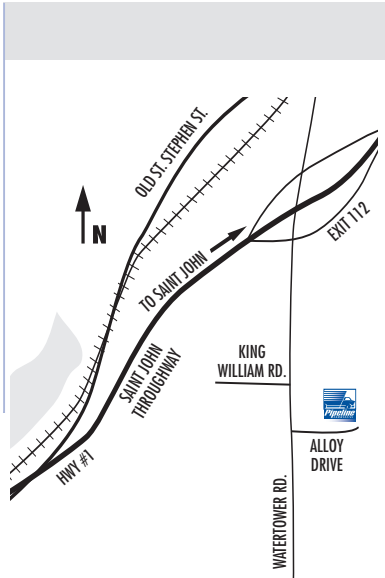 OLD ST. STEPHEN ST.
N
TO SAINT JOHN
EXIT 112
SAINT JOHN
THROUGHWAY
KING
WILLIAM RD.
Pipeline
ALLOY
DRIVE
HWY #1
WATERTOWER RD.